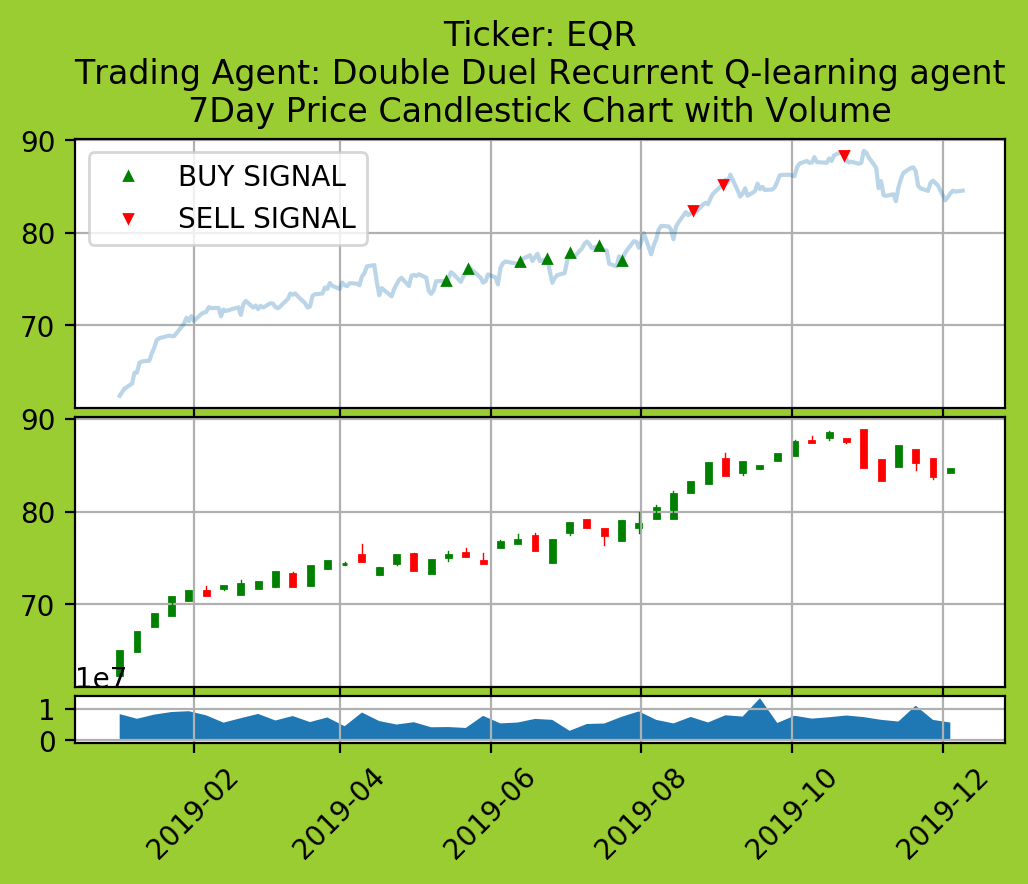 Ticker: EQR
Trading Agent: Double Duel Recurrent Q-learning agent
7Day Price Candlestick Chart with Volume
90
80
70
BUY SIGNAL
SELL SIGNAL
90
80
70
1e7
1
0
2019-02
2019-04
2019-06
2019-08
2019-10
2019-12